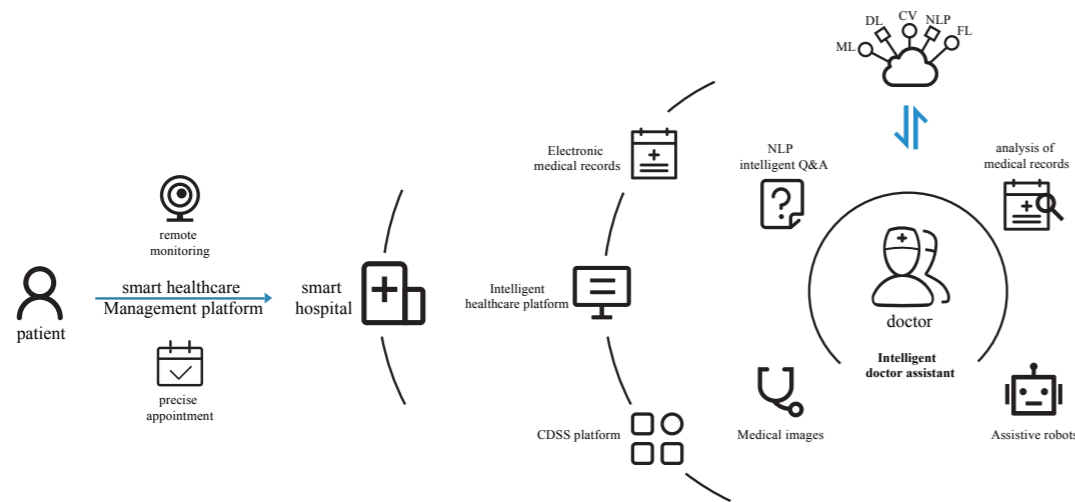 patient
remote
monitoring
smart healthcare
Management platform
precise
appointment
smart
hospital
Electronic
medical records
Intelligent
healthcare platform
CDSS platform
ML
DL
CV
NLP
FL
NLP
intelligent Q&A
analysis of
medical records
doctor
Intelligent
doctor assistant
Medical images
Assistive robots